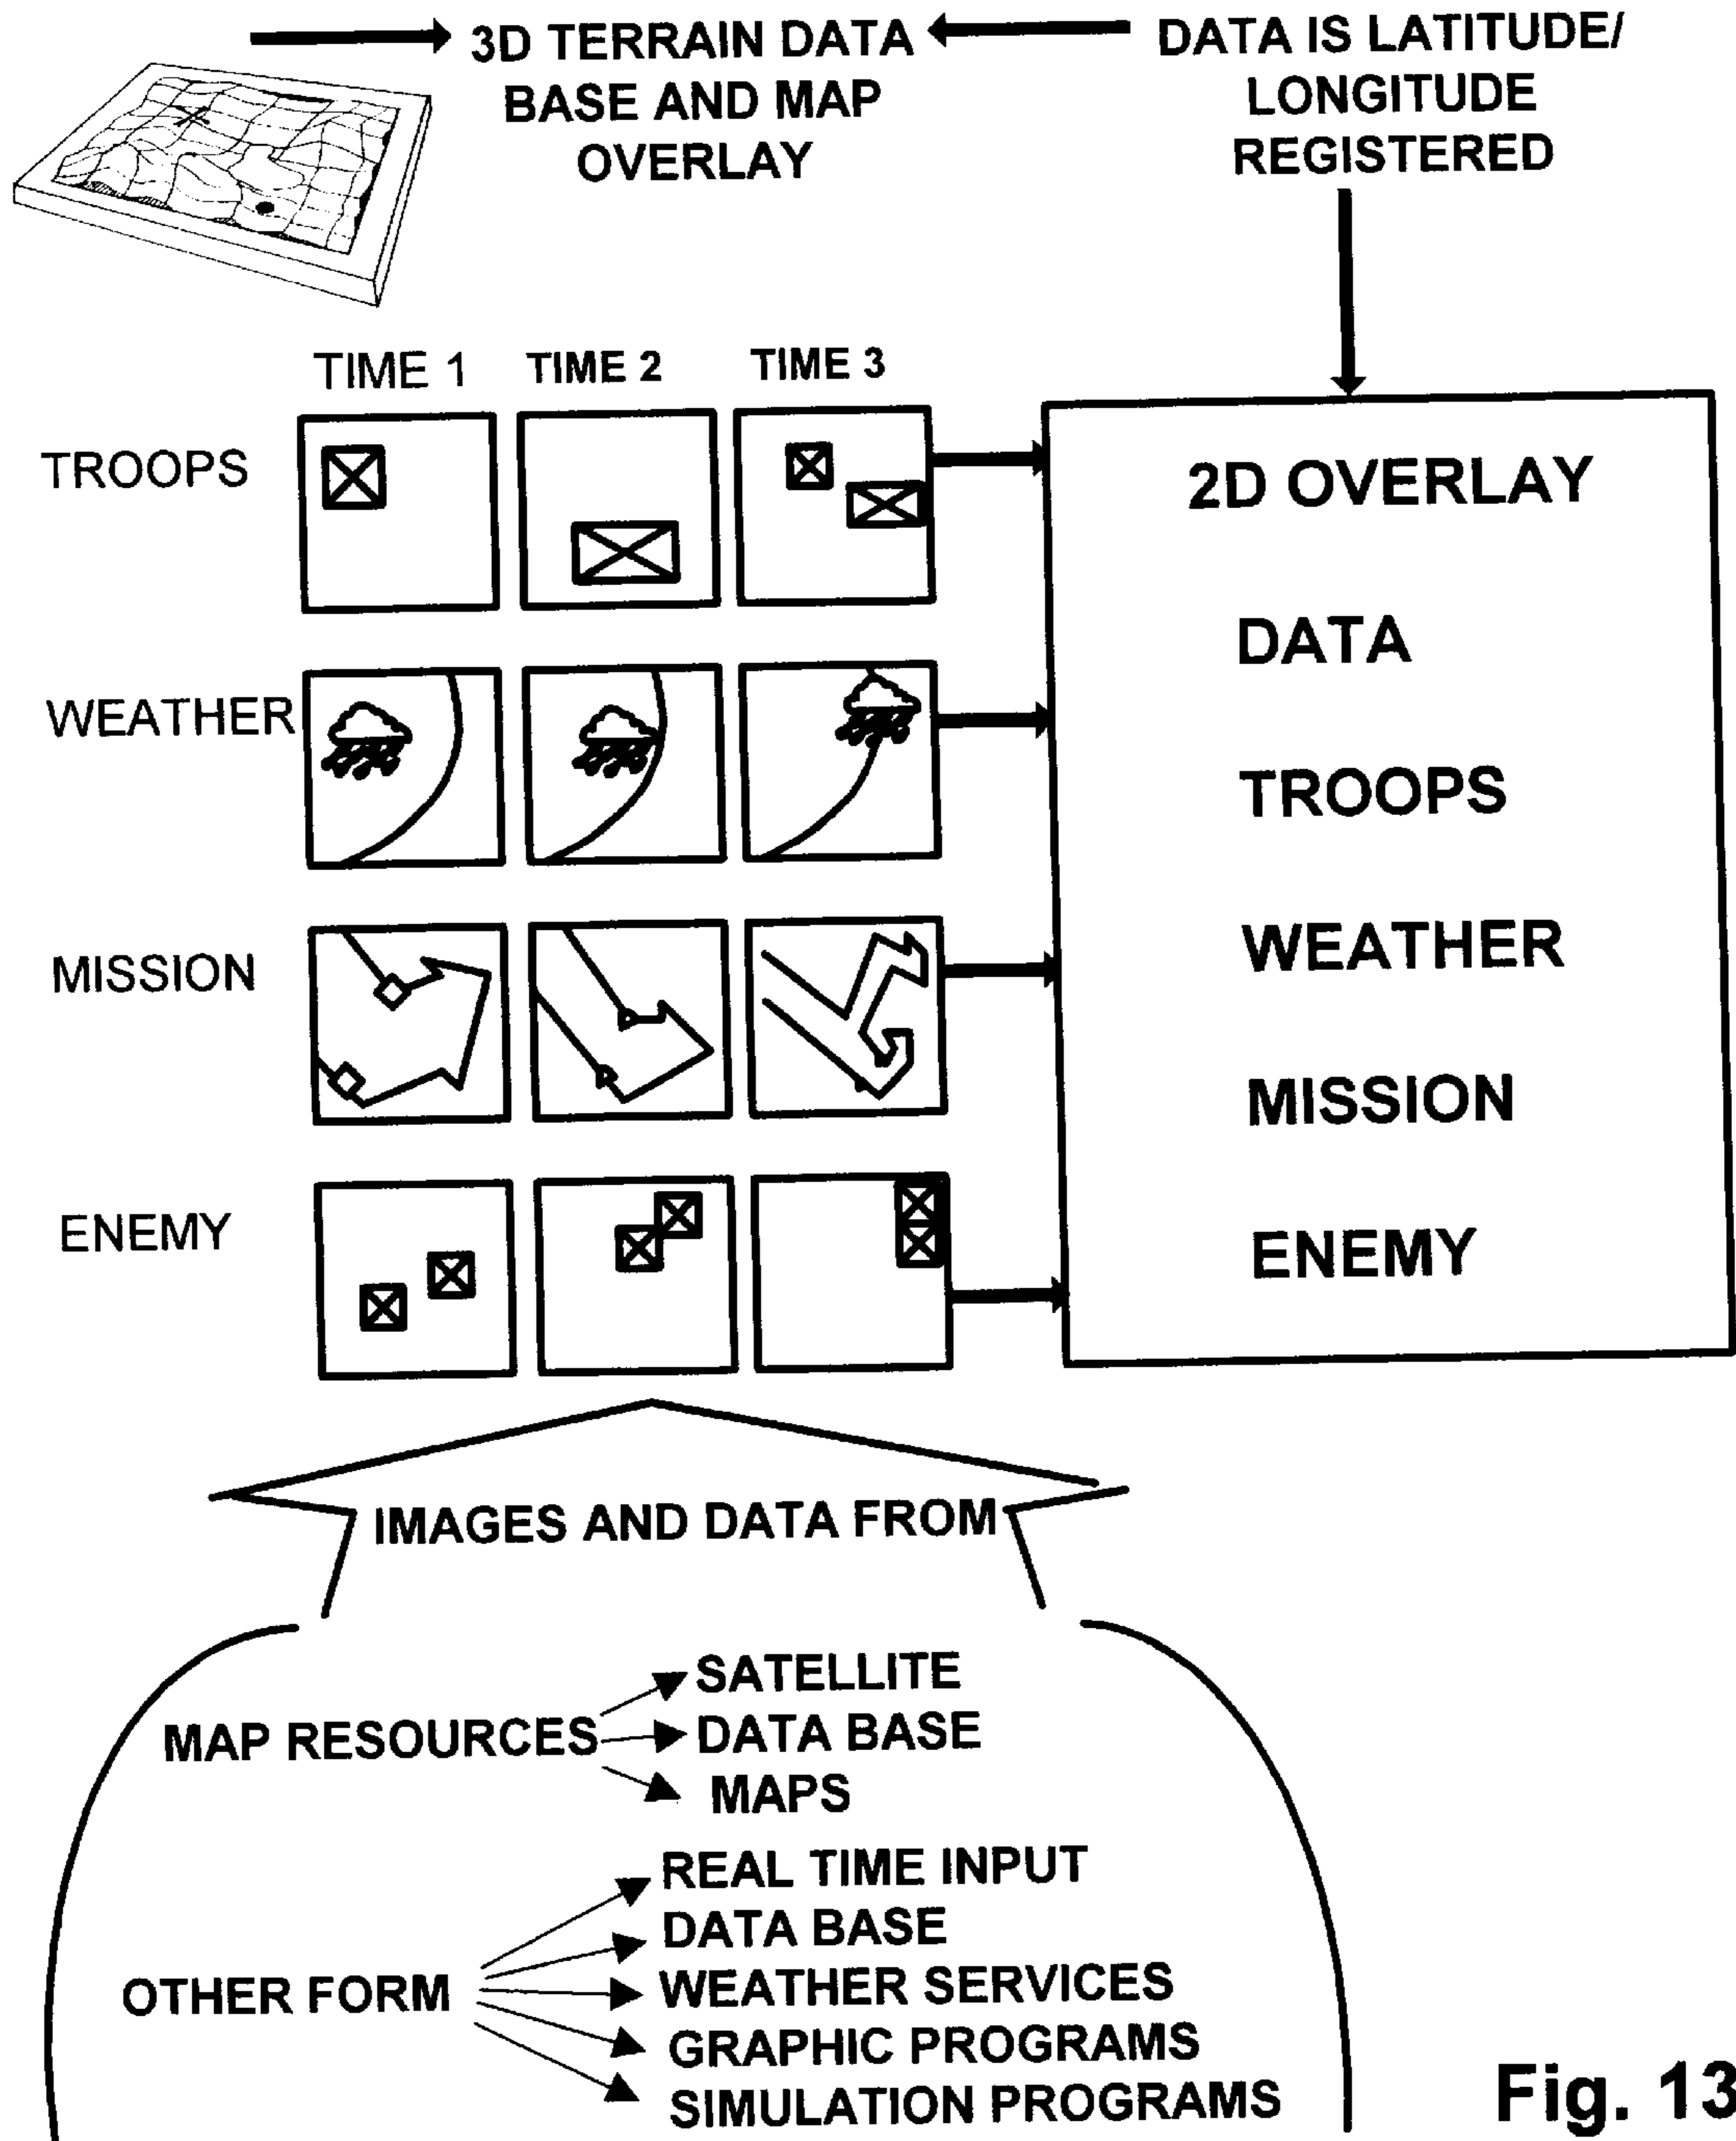 3D TERRAIN DATA
BASE AND MAP
OVERLAY
DATA IS LATITUDE/
LONGITUDE
REGISTERED
TIME 1 TIME 2 TIME 3
TROOPS
WEATHER
MISSION
ENEMY
2D OVERLAY
DATA
TROOPS
WEATHER
MISSION
ENEMY
IMAGES AND DATA FROM
MAP RESOURCES
SATELLITE
DATA BASE
MAPS
OTHER FORM
REAL TIME INPUT
DATA BASE
WEATHER SERVICES
GRAPHIC PROGRAMS
SIMULATION PROGRAMS
Fig. 13